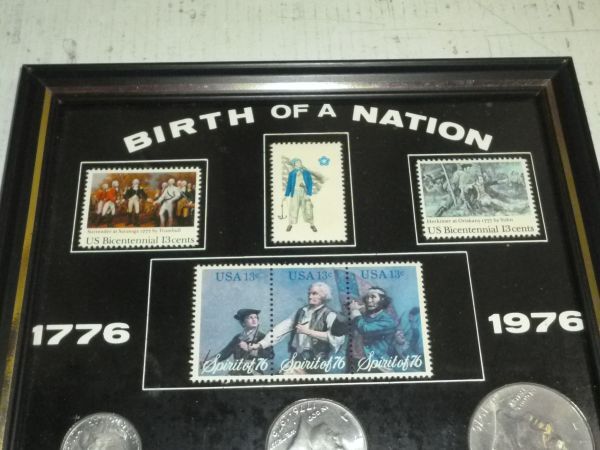 BIRTH OF A NATION
Surrender at Saratoga 1777 by Trumbull
US Bicentennial 13 cents
Herkimer at Oriskany 1777 by Yohn
US Bicentennial 13 cents
USA 13c USA 13c USA 13c
Spirit of 76 Spirit of 76 Spirit of 76
1776
1976